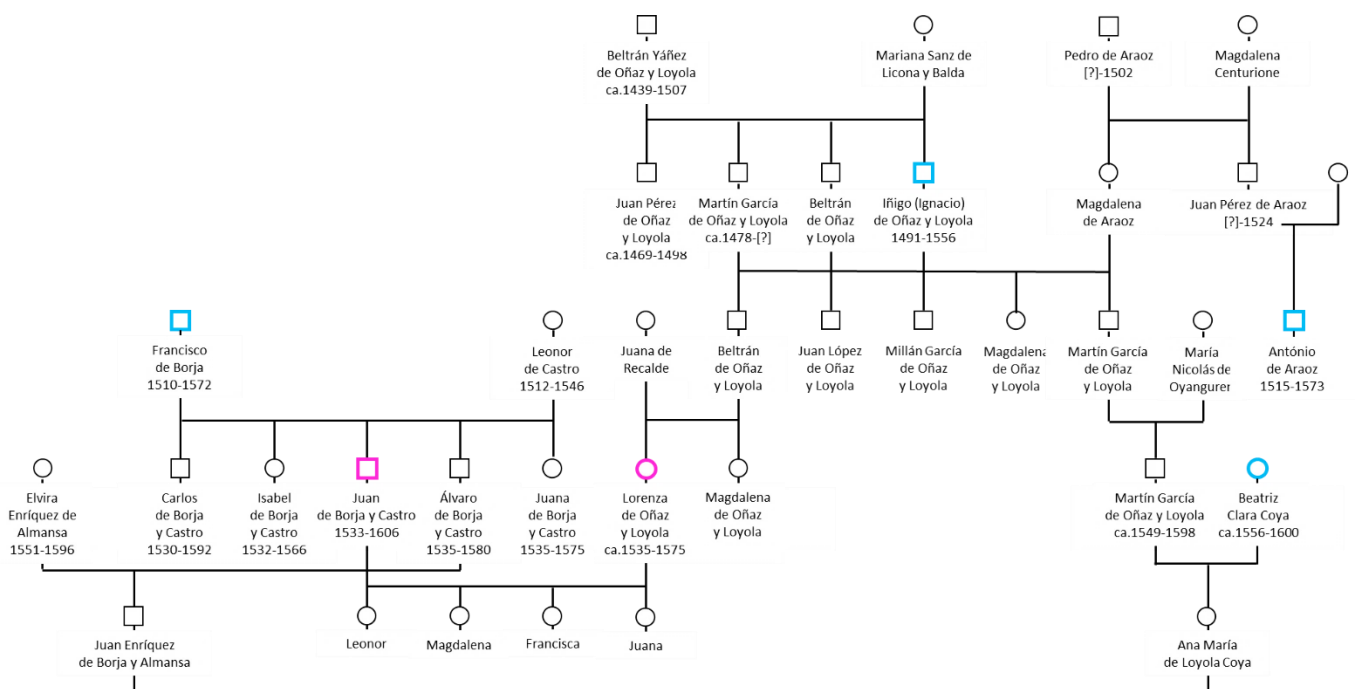 Beltrán Yáñez
de Oñaz y Loyola
ca.1439-1507
Mariana Sanz de
Licona y Balda
Pedro de Araoz
[?]-1502
Magdalena
Centurione
Juan Pérez
de Oñaz
y Loyola
ca.1469-1498
Martín García
de Oñaz y Loyola
ca.1478-[?]
Beltrán
de Oñaz
y Loyola
Iñigo (Ignacio)
de Oñaz y Loyola
1491-1556
Magdalena
de Araoz
Juan Pérez de Araoz
[?]-1524
Francisco
de Borja
1510-1572
Leonor
de Castro
1512-1546
Juana de
Recalde
Beltrán
de Oñaz
y Loyola
Juan López
de Oñaz y
Loyola
Millán García
de Oñaz y
Loyola
Magdalena
de Oñaz y
Loyola
Martín García
de Oñaz y
Loyola
María
Nicolás de
Oyanguren
António
de Araoz
1515-1573
Elvira
Enríquez de
Almansa
1551-1596
Carlos
de Borja
y Castro
1530-1592
Isabel
de Borja
y Castro
1532-1566
Juan
de Borja y Castro
1533-1606
Álvaro
de Borja
y Castro
1535-1580
Juana
de Borja
y Castro
1535-1575
Lorenza
de Oñaz
y Loyola
ca.1535-1575
Magdalena
de Oñaz
y Loyola
Martín García
de Oñaz y Loyola
ca.1549-1598
Beatriz
Clara Coya
ca.1556-1600
Juan Enríquez
de Borja y Almansa
Leonor
Magdalena
Francisca
Juana
Ana María
de Loyola Coya